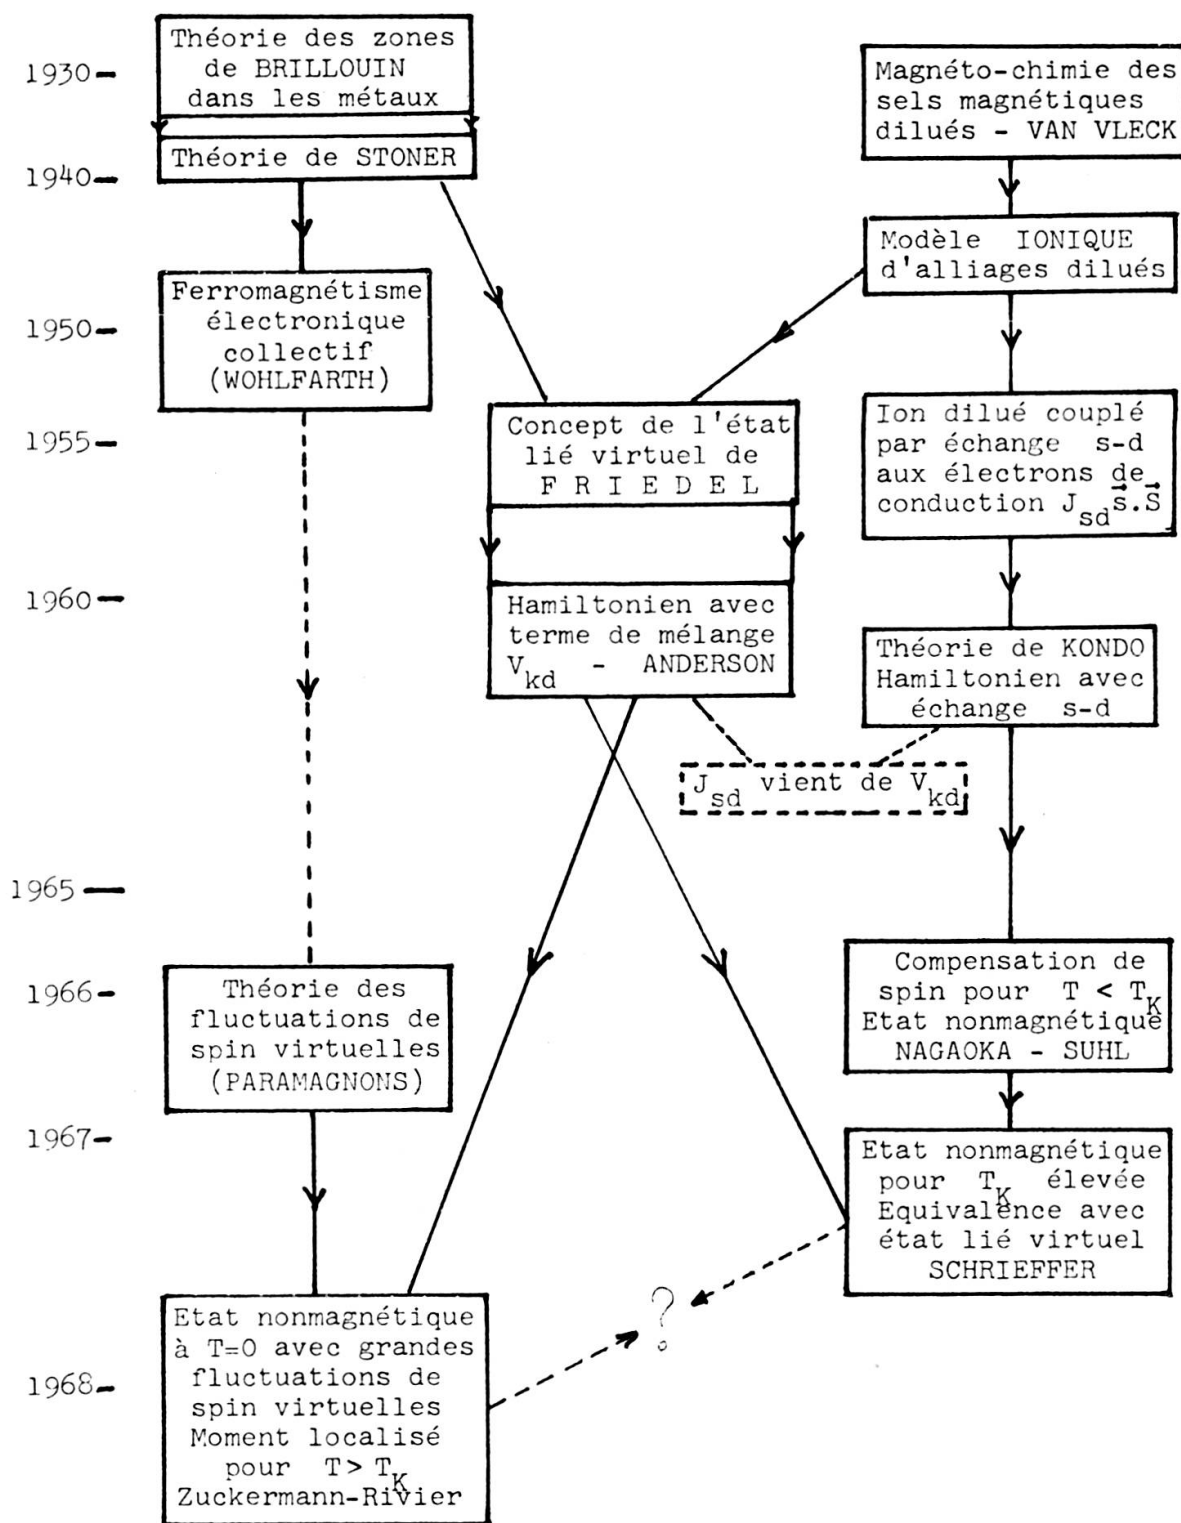 1930
1940
1950
1955
1960
1965
1966
1967
1968
Théorie des zones
de BRILLOUIN
dans les métaux
Théorie de STONER
Ferromagnétisme
électronique
collectif
(WOHLFARTH)
Théorie des
fluctuations de
spin virtuelles
(PARAMAGNONS)
Etat nonmagnétique
à T=0 avec grandes
fluctuations de
spin virtuelles
Moment localisé
pour T > T_K
Zuckermann-Rivier
Concept de l'état
lié virtuel de
F R I E D E L
Hamiltonien avec
terme de mélange
V_kd - ANDERSON
J_sd vient de V_kd
?
Magnéto-chimie des
sels magnétiques
dilués - VAN VLECK
Modèle IONIQUE
d'alliages dilués
Ion dilué couplé
par échange s-d
aux électrons de
conduction J_sd s⃗.S⃗
Théorie de KONDO
Hamiltonien avec
échange s-d
Compensation de
spin pour T < T_K
Etat nonmagnétique
NAGAOKA - SUHL
Etat nonmagnétique
pour T_K élevée
Equivalence avec
état lié virtuel
SCHRIEFFER